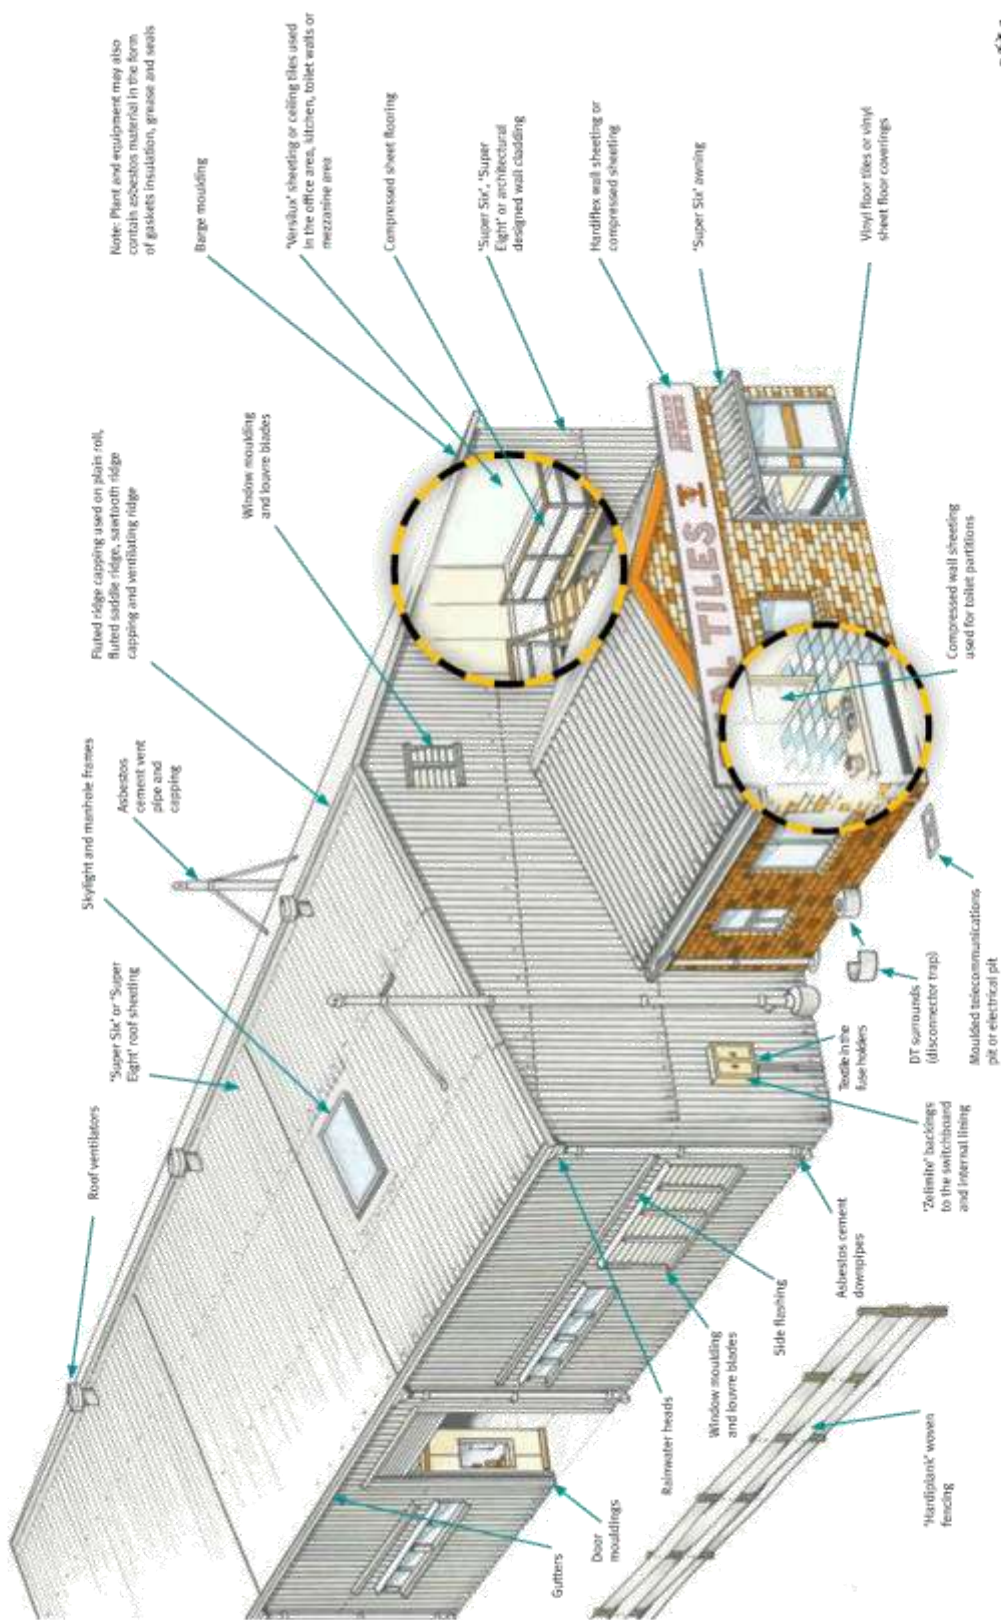 Note: Plant and equipment may also
contain asbestos material in the form
of gaskets insulation, grease and seals
Barge moulding
'Versilux' sheeting or ceiling tiles used
in the office area, kitchen, toilet walls or
mezzanine area
Compressed sheet flooring
'Super Six', 'Super
Eight' or architectural
designed wall cladding
Hardiflex wall sheeting or
compressed sheeting
'Super Six' awning
Vinyl floor tiles or vinyl
sheet floor coverings
Window moulding
and louvre blades
Fluted ridge capping used on plain roll,
fluted saddle ridge, sawtooth ridge
capping and ventilating ridge
Asbestos
cement vent
pipe and
capping
Skylight and manhole frames
'Super Six' or 'Super
Eight' roof sheeting
Roof ventilators
AL TILES
Compressed wall sheeting
used for toilet partitions
Moulded telecommunications
pit or electrical pit
DT surrounds
(disconnector trap)
Textile in the
fuse holders
'Zelimite' backings
to the switchboard
and internal lining
Asbestos cement
downpipes
Side flashing
Window moulding
and louvre blades
Rainwater heads
Door
mouldings
Gutters
'Hardiplank' woven
fencing